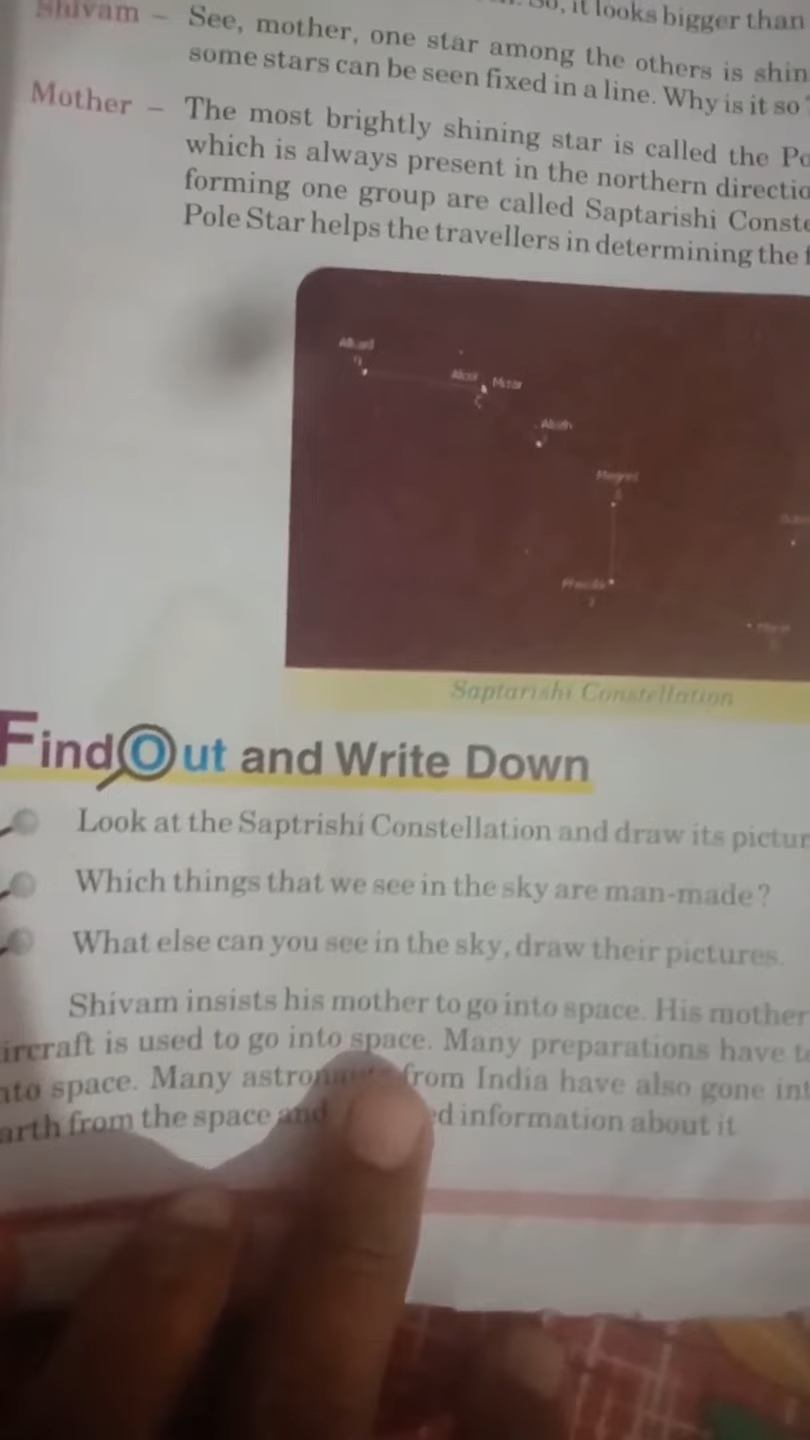 So, it looks bigger than
Shivam – See, mother, one star among the others is shin
some stars can be seen fixed in a line. Why is it so?
Mother – The most brightly shining star is called the Po
which is always present in the northern directio
forming one group are called Saptarishi Conste
Pole Star helps the travellers in determining the
Alkaid
Alcor Mizar
Alioth
Megrez
Saptarishi Constellation
Find Out and Write Down
Look at the Saptrishi Constellation and draw its pictur
Which things that we see in the sky are man-made?
What else can you see in the sky, draw their pictures.
Shivam insists his mother to go into space. His mother
ircraft is used to go into space. Many preparations have t
nto space. Many from India have also gone int
arth from the space and information about it